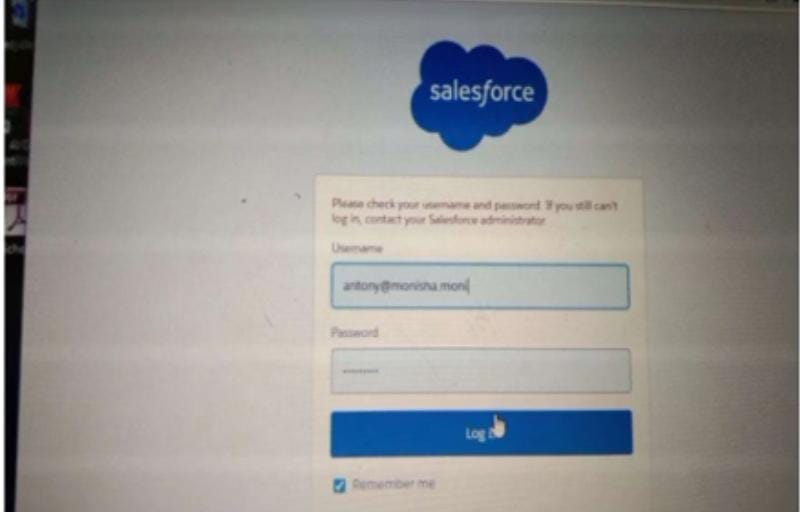 salesforce
Please check your username and password. If you still can't
log in, contact your Salesforce administrator.
Username
antony@monisha.moni
Password
Log
Remember me